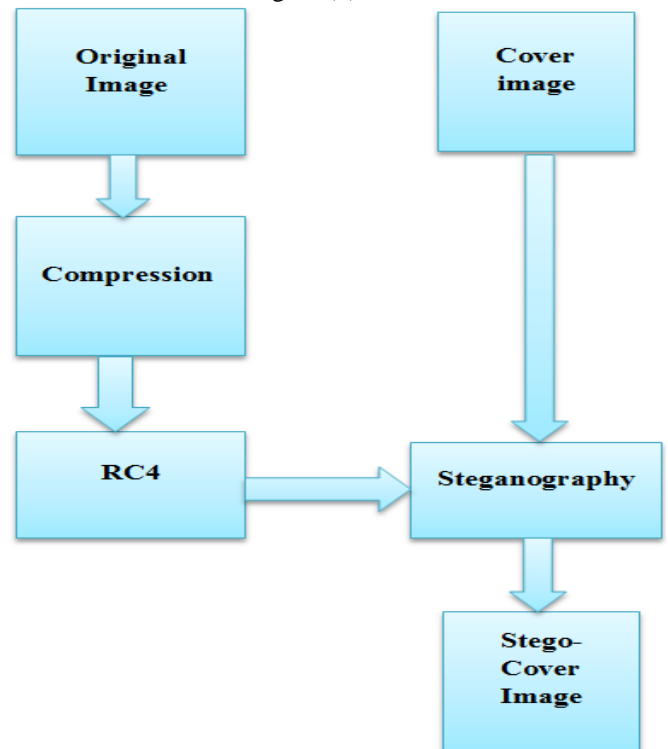 Original
Image
Cover
image
Compression
RC4
Steganography
Stego-
Cover
Image